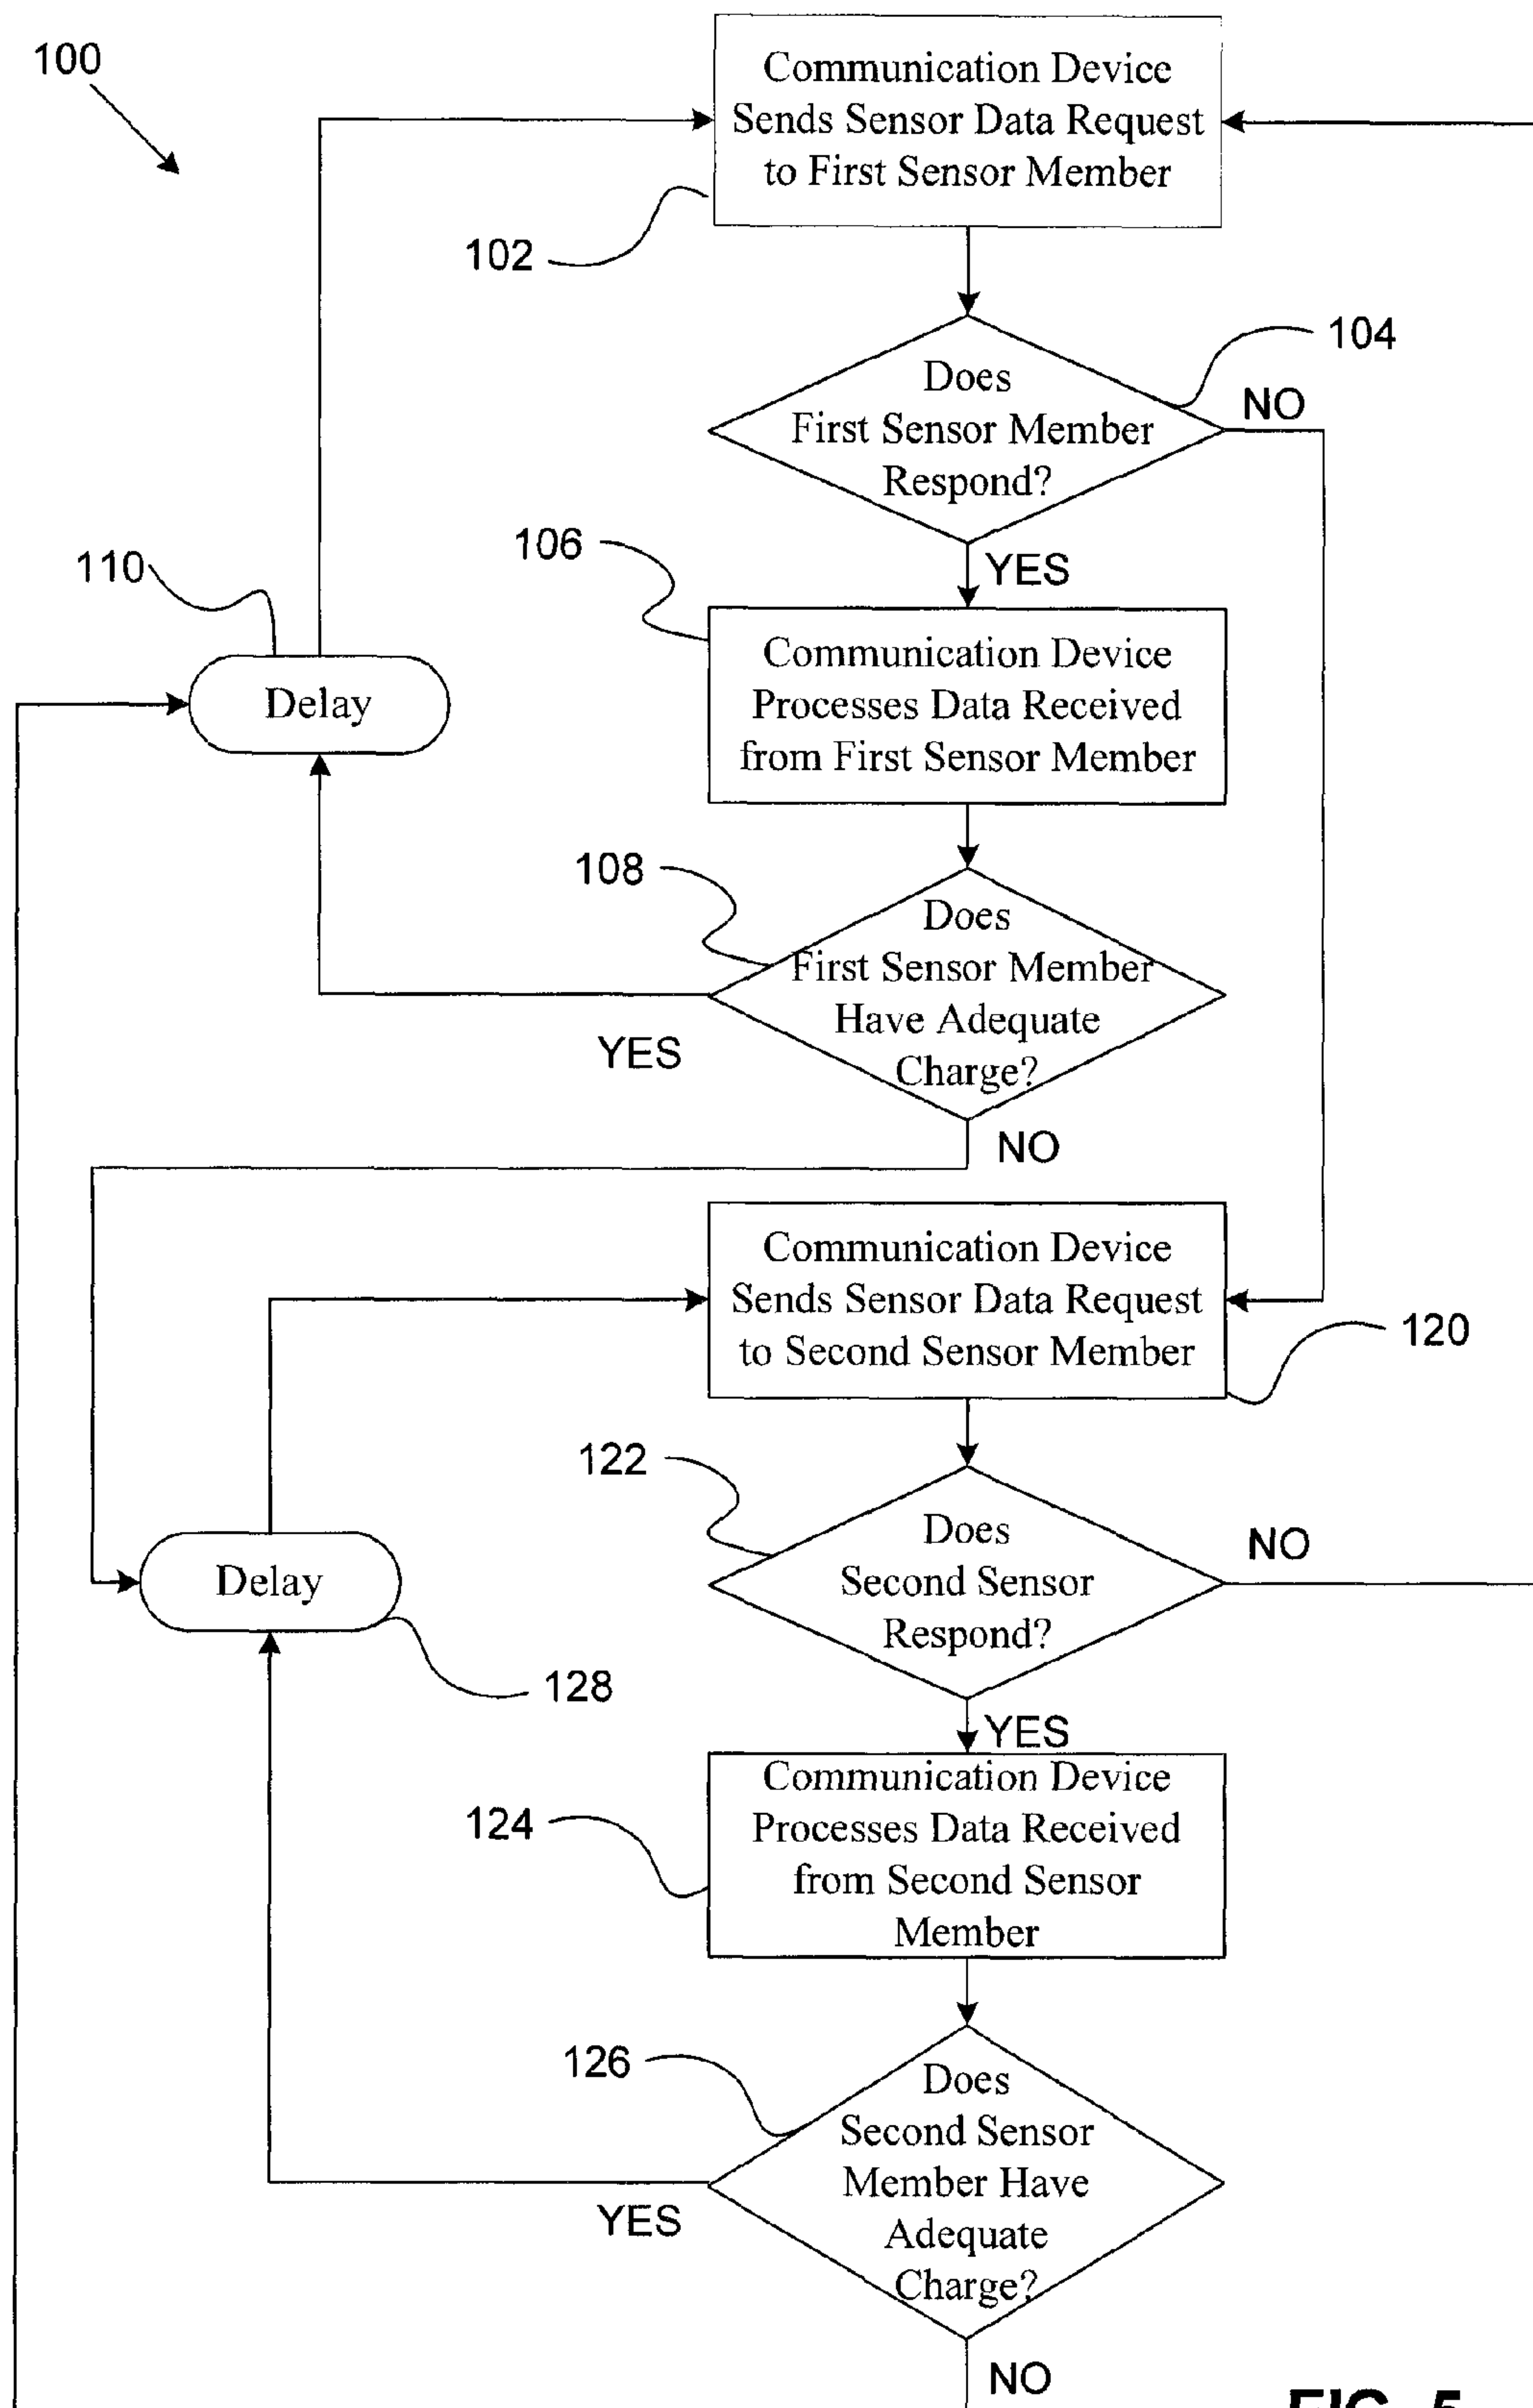 100
Communication Device
Sends Sensor Data Request
to First Sensor Member
102
104
Does
First Sensor Member
Respond?
NO
YES
106
110
Delay
Communication Device
Processes Data Received
from First Sensor Member
108
Does
First Sensor Member
Have Adequate
Charge?
YES
NO
Communication Device
Sends Sensor Data Request
to Second Sensor Member
120
122
Does
Second Sensor
Respond?
NO
Delay
128
YES
Communication Device
Processes Data Received
from Second Sensor
Member
124
126
Does
Second Sensor
Member Have
Adequate
Charge?
YES
NO
FIG. 5